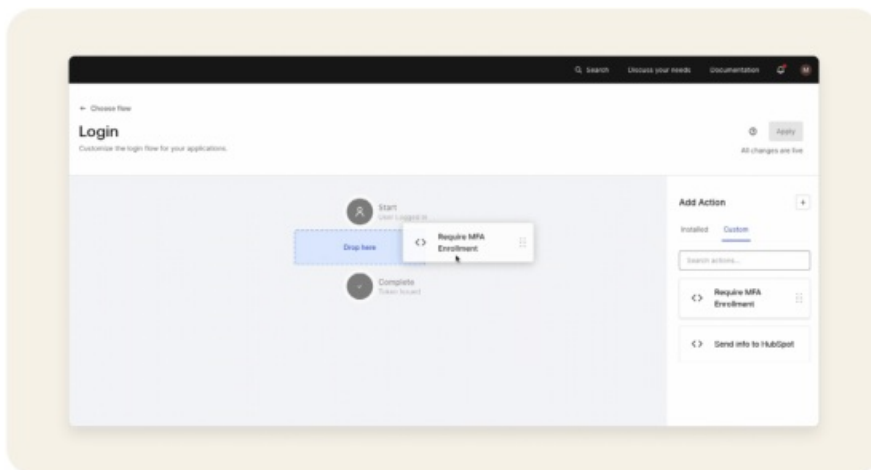 Search Discuss your needs Documentation M
← Choose flow
Login
Customize the login flow for your applications.
Apply
All changes are live
Start
User Logged In
Drop here
Require MFA
Enrollment
Complete
Token Issued
Add Action
+
Installed Custom
Search actions...
Require MFA
Enrollment
Send info to HubSpot